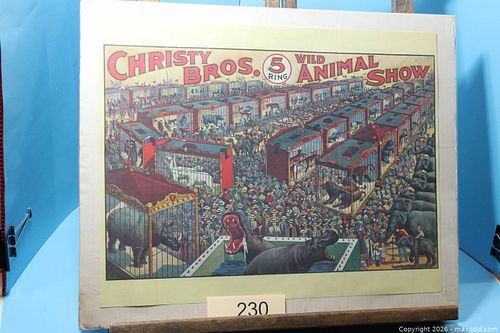 CHRISTY BROS. 5 RING WILD ANIMAL SHOW
230
Copyright 2026 - maxsold.com